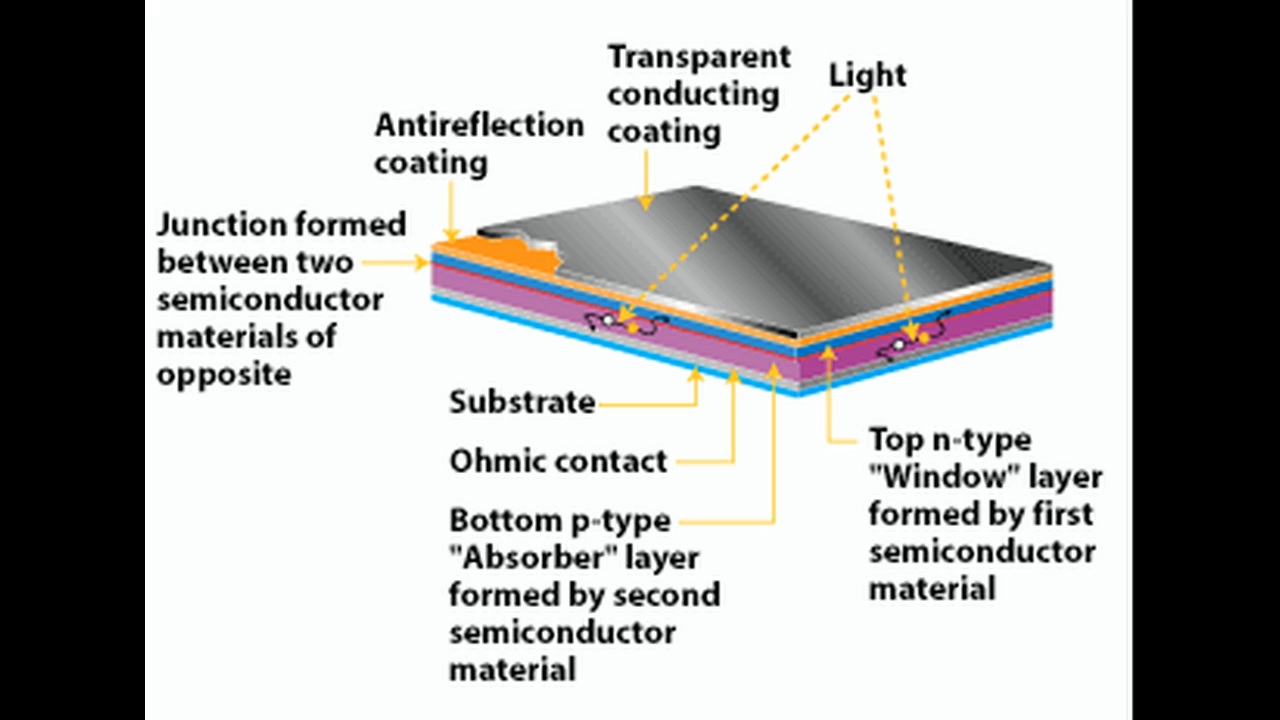 Transparent
conducting
coating
Light
Antireflection
coating
Junction formed
between two
semiconductor
materials of
opposite
Substrate
Ohmic contact
Bottom p-type
"Absorber" layer
formed by second
semiconductor
material
Top n-type
"Window" layer
formed by first
semiconductor
material